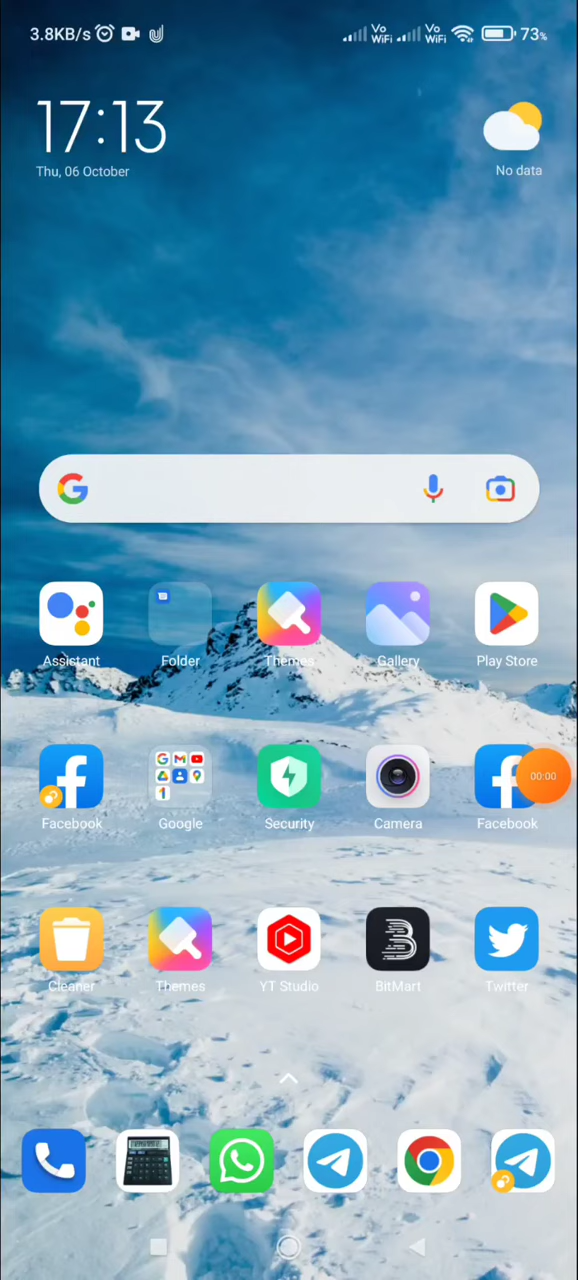 3.8KB/s Vo WiFi Vo WiFi 73%
17:13
Thu, 06 October
No data
Assistant Folder Themes Gallery Play Store
00:00
Facebook Google Security Camera Facebook
Cleaner Themes YT Studio BitMart Twitter